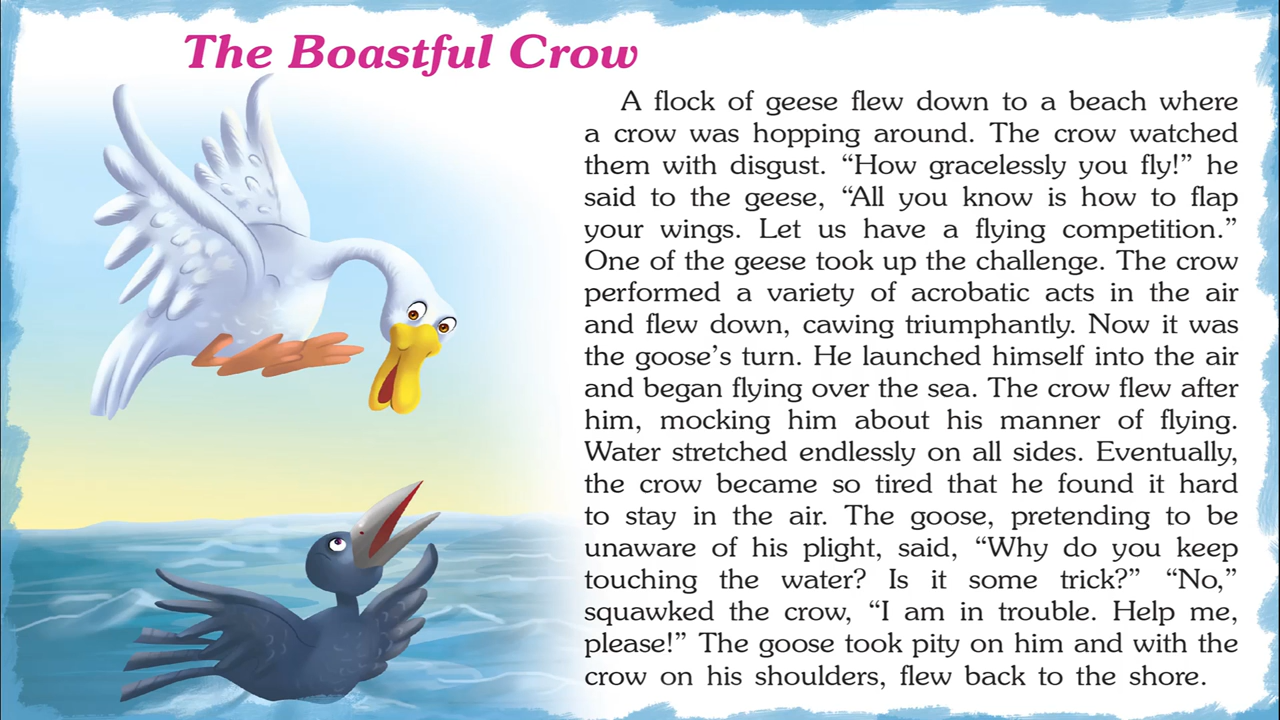 The Boastful Crow
A flock of geese flew down to a beach where
a crow was hopping around. The crow watched
them with disgust. “How gracelessly you fly!” he
said to the geese, “All you know is how to flap
your wings. Let us have a flying competition.”
One of the geese took up the challenge. The crow
performed a variety of acrobatic acts in the air
and flew down, cawing triumphantly. Now it was
the goose’s turn. He launched himself into the air
and began flying over the sea. The crow flew after
him, mocking him about his manner of flying.
Water stretched endlessly on all sides. Eventually,
the crow became so tired that he found it hard
to stay in the air. The goose, pretending to be
unaware of his plight, said, “Why do you keep
touching the water? Is it some trick?” “No,”
squawked the crow, “I am in trouble. Help me,
please!” The goose took pity on him and with the
crow on his shoulders, flew back to the shore.